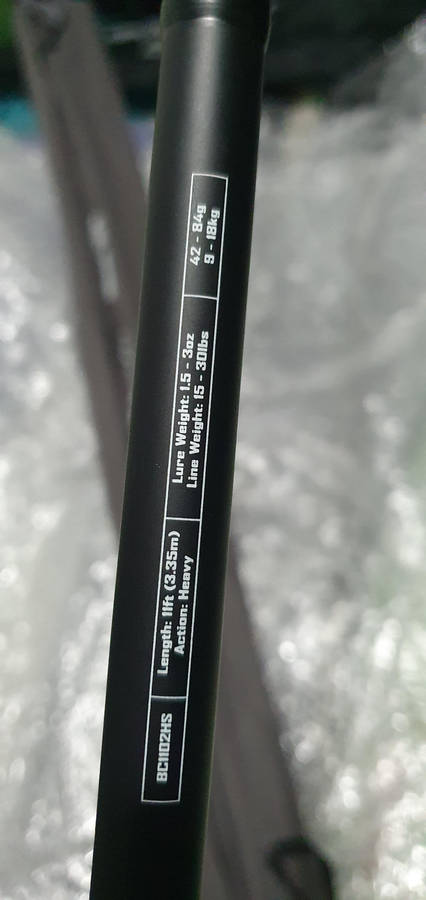 BC1102HS
Length: 11ft (3.35m)
Action: Heavy
Lure Weight: 1.5 - 3oz
Line Weight: 15 - 30lbs
42 - 84g
9 - 18kg